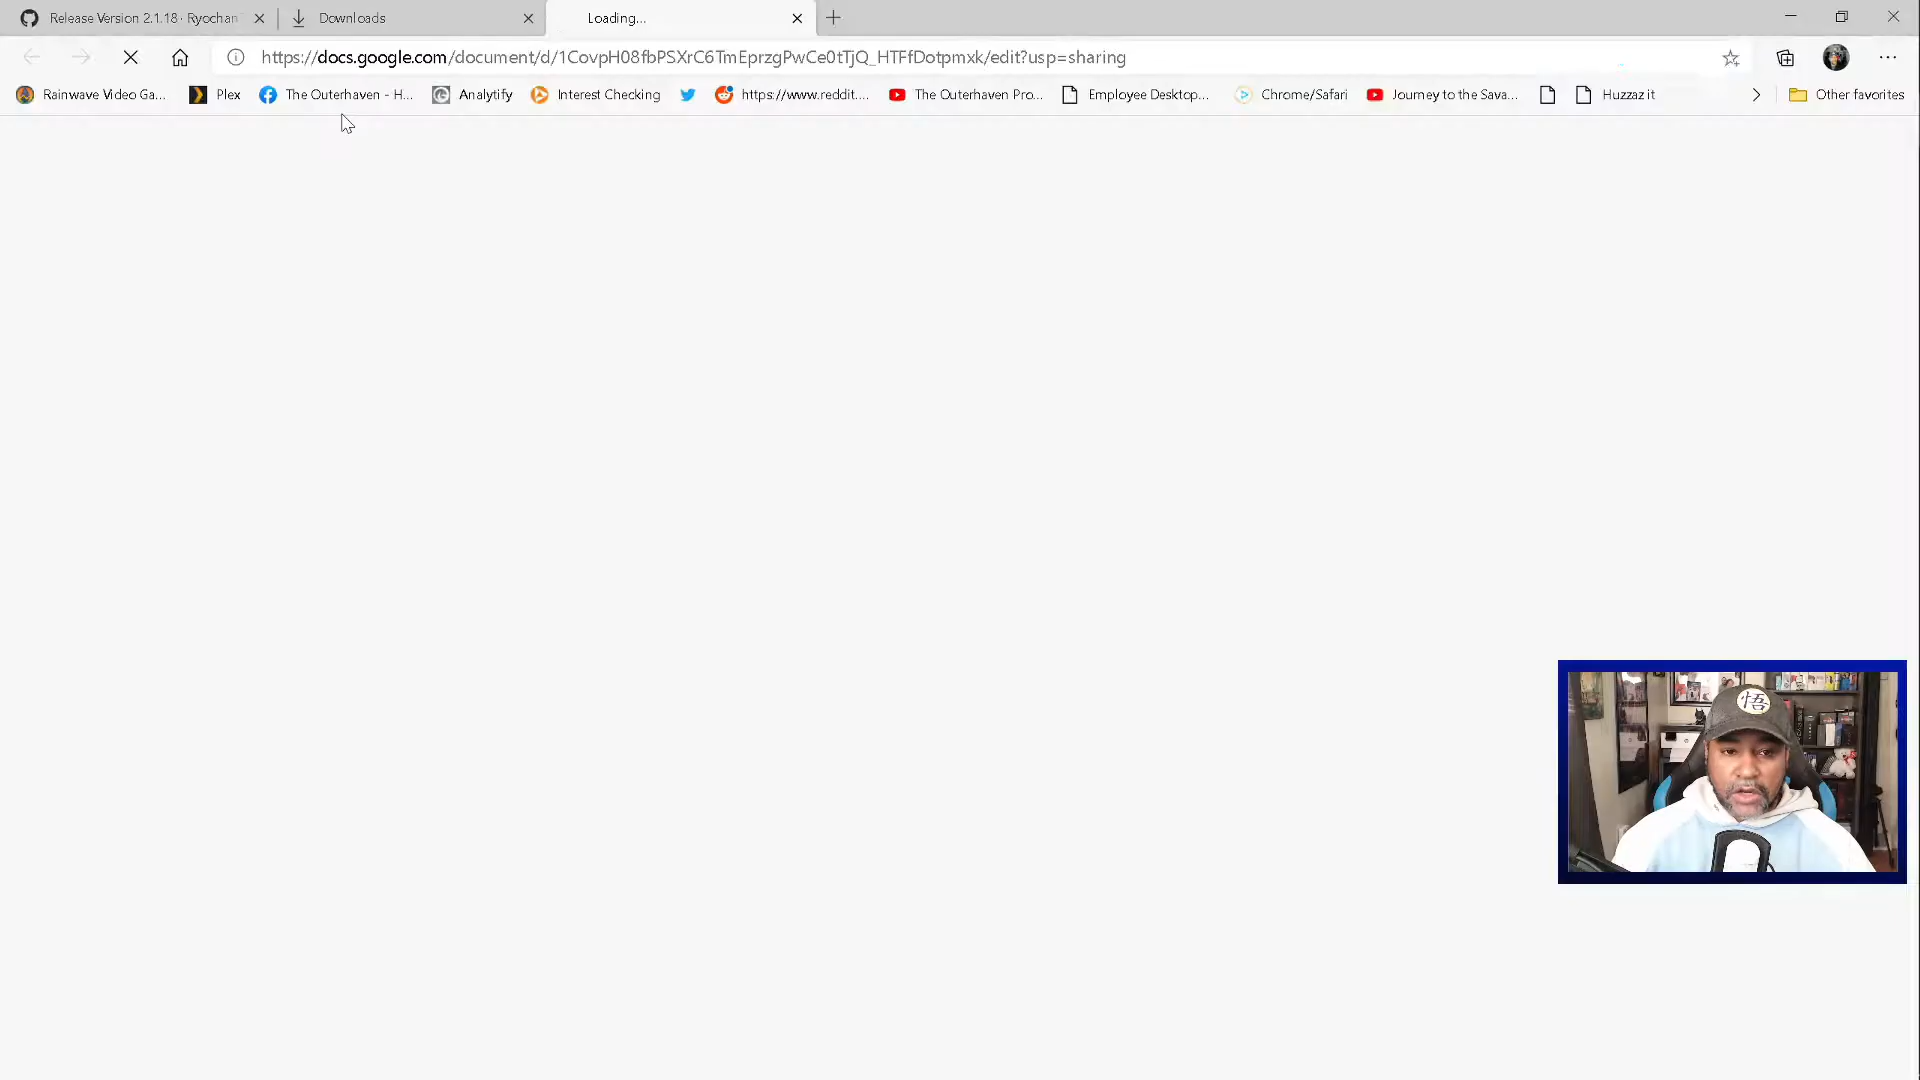 Release Version 2.1.18 · Ryochan
Downloads
Loading...
https://docs.google.com/document/d/1CovpH08fbPSXrC6TmEprzgPwCe0tTjQ_HTFfDotpmxk/edit?usp=sharing
Rainwave Video Ga...
Plex
The Outerhaven - H...
Analytify
Interest Checking
https://www.reddit....
The Outerhaven Pro...
Employee Desktop...
Chrome/Safari
Journey to the Sava...
Huzzaz it
Other favorites
悟